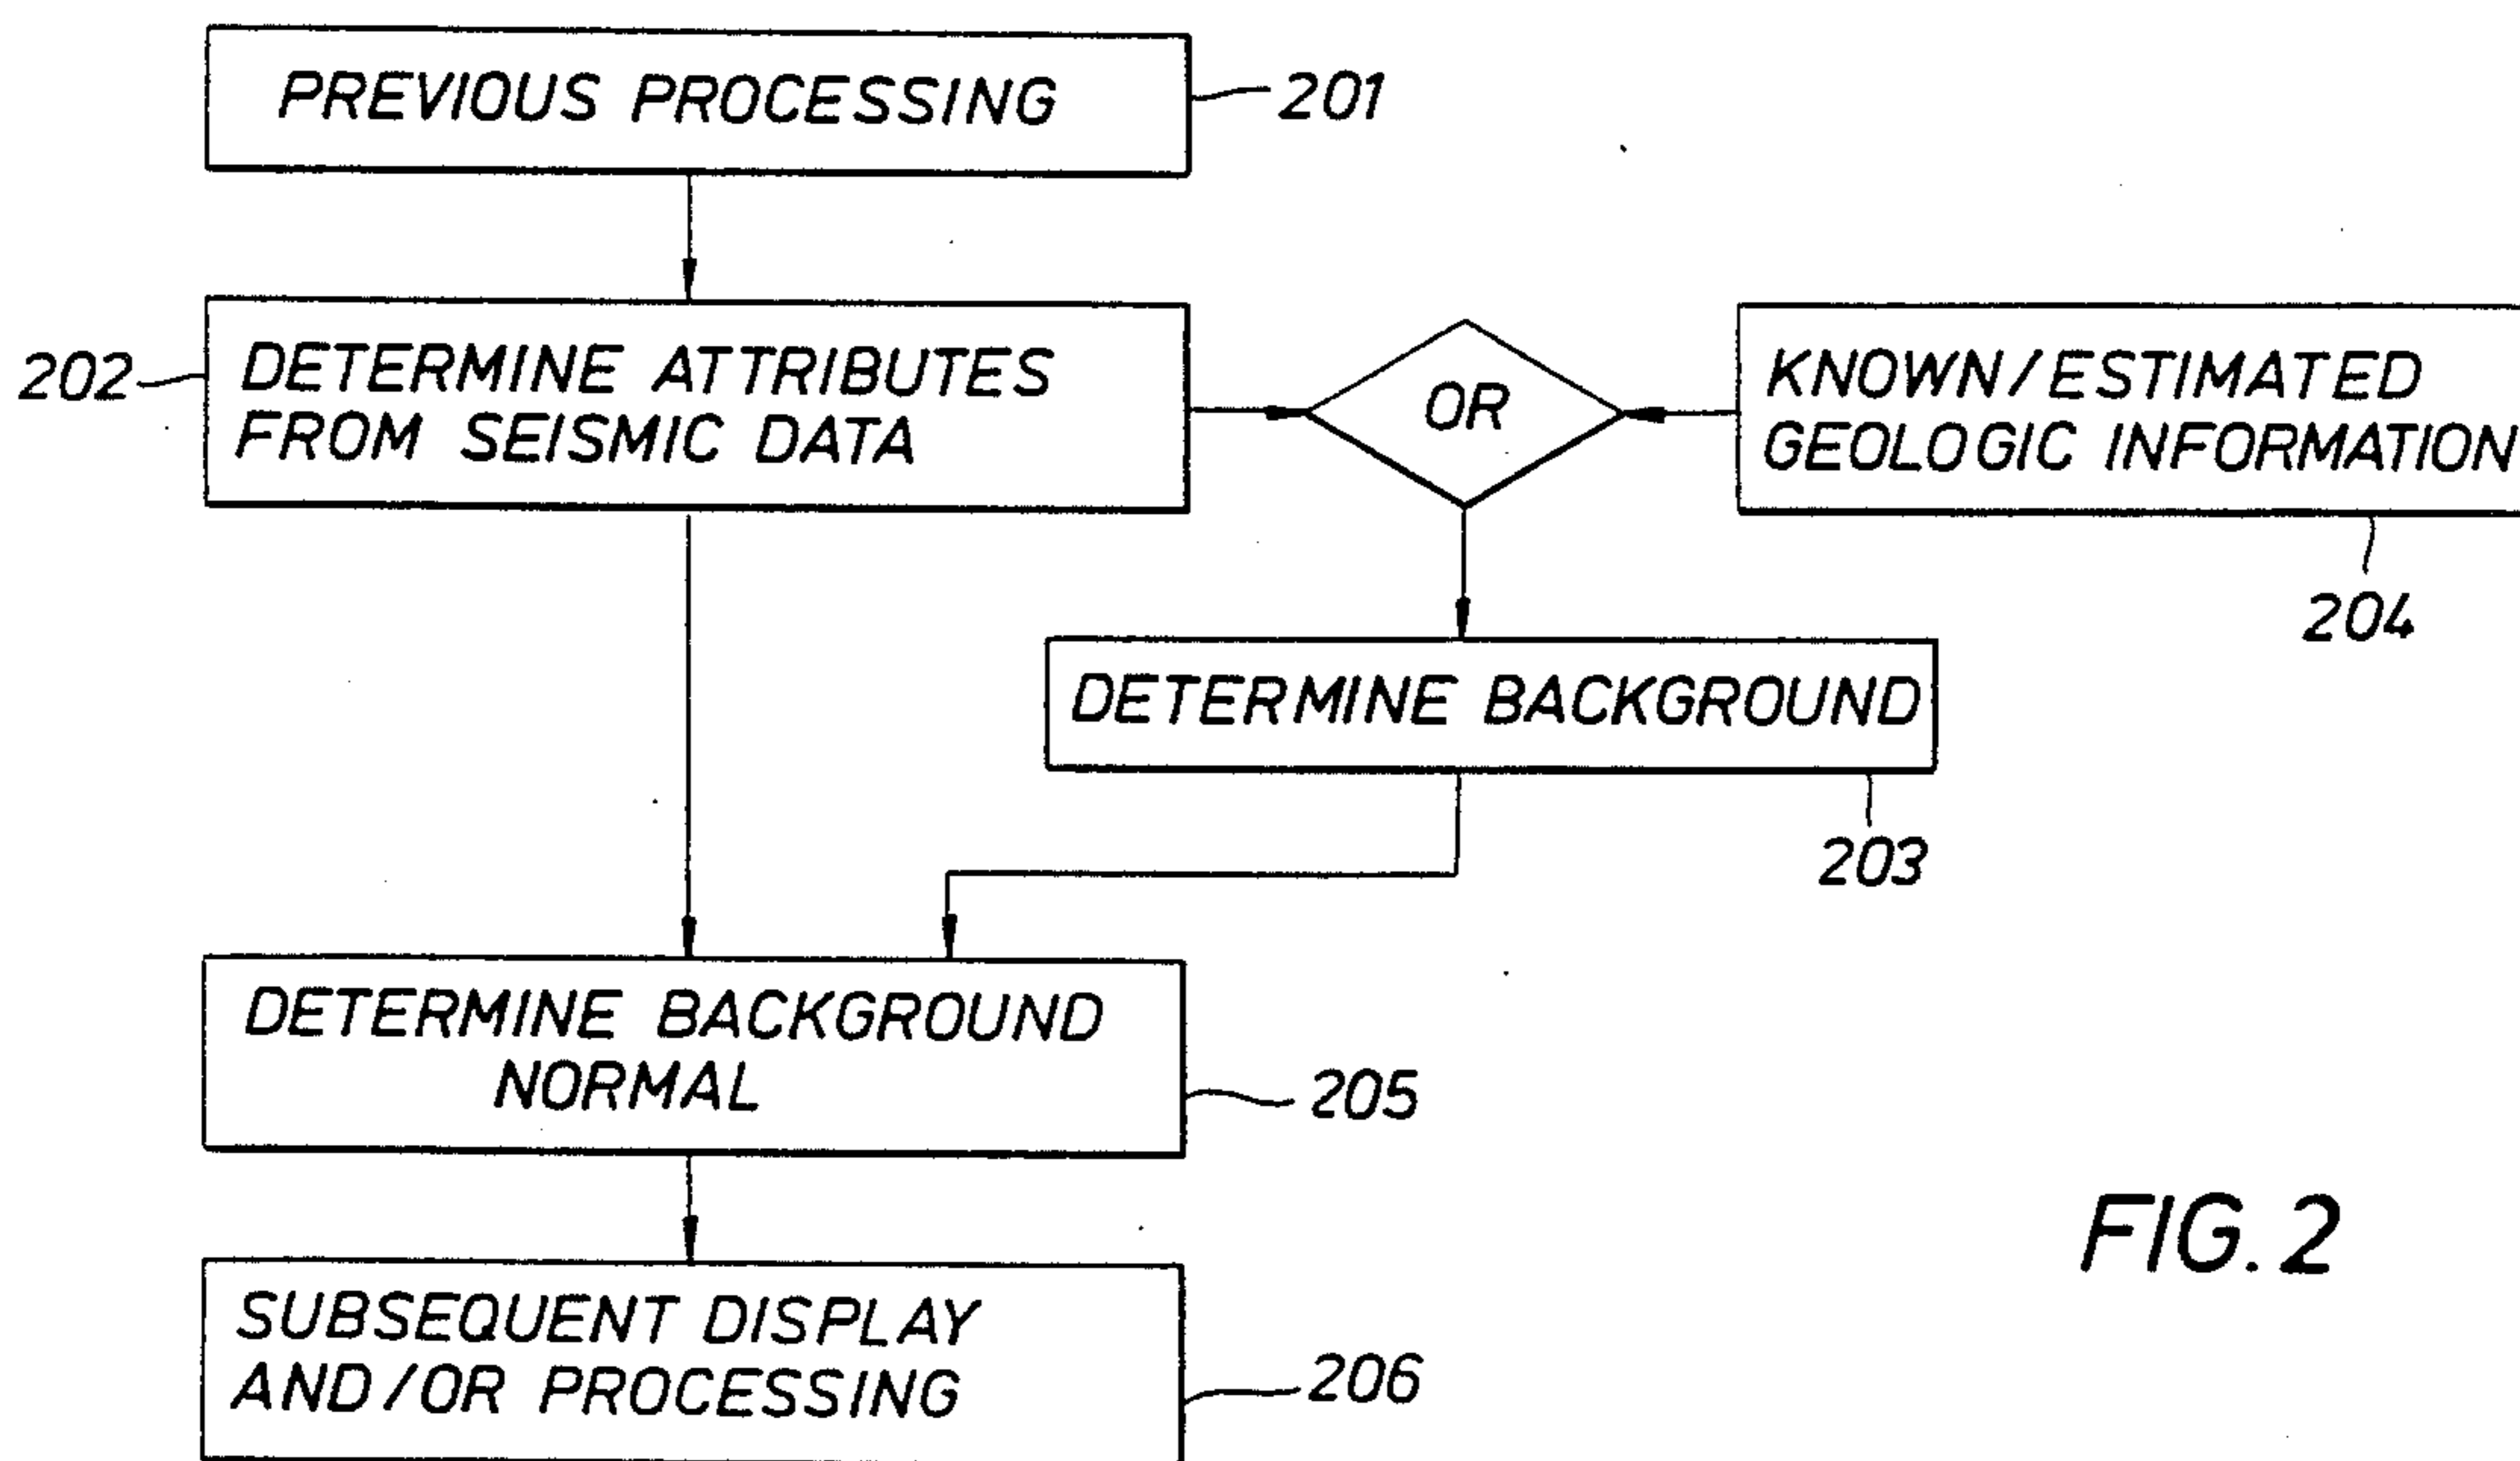 PREVIOUS PROCESSING
201
202
DETERMINE ATTRIBUTES
FROM SEISMIC DATA
OR
KNOWN/ESTIMATED
GEOLOGIC INFORMATION
204
DETERMINE BACKGROUND
203
DETERMINE BACKGROUND
NORMAL
205
SUBSEQUENT DISPLAY
AND/OR PROCESSING
206
FIG.2